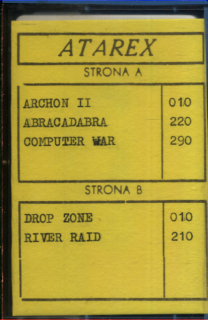 ATAREX
STRONA A
ARCHON II 010
ABRACADABRA 220
COMPUTER WAR 290
STRONA B
DROP ZONE 010
RIVER RAID 210